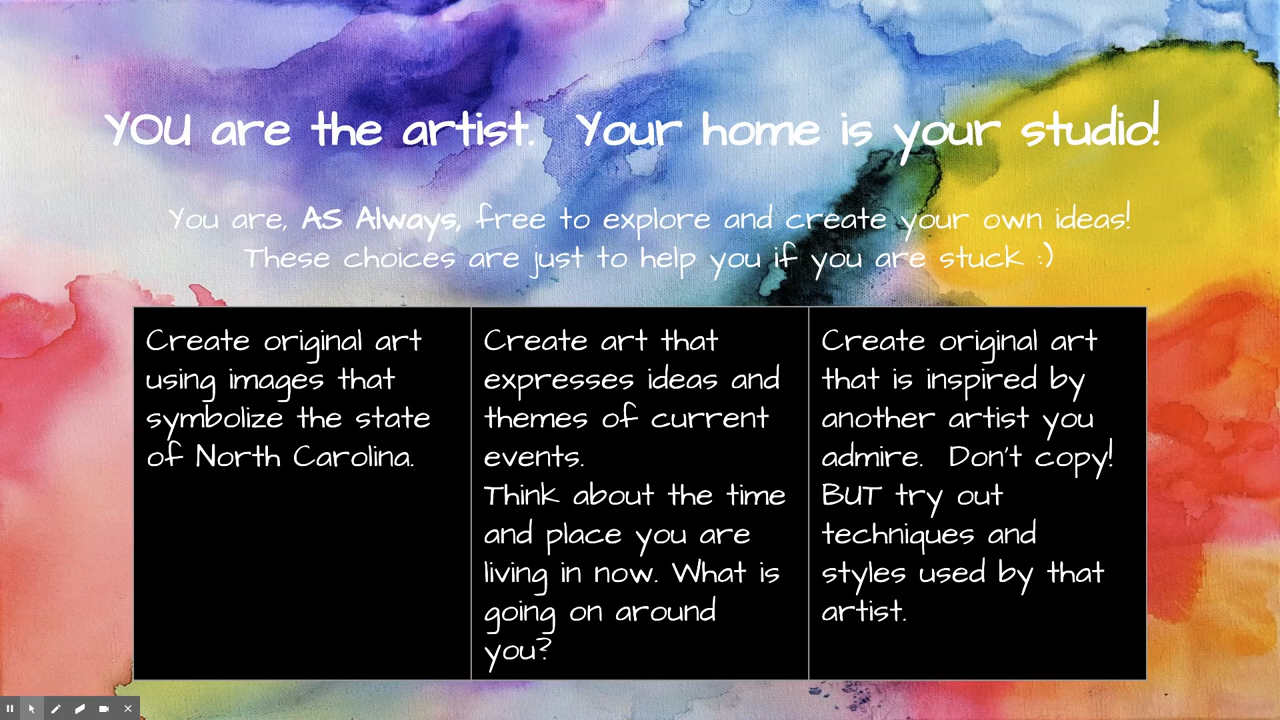 YOU are the artist.  Your home is your studio!
You are, AS Always, free to explore and create your own ideas!
These choices are just to help you if you are stuck :)
Create original art
using images that
symbolize the state
of North Carolina.
Create art that
expresses ideas and
themes of current
events.
Think about the time
and place you are
living in now. What is
going on around
you?
Create original art
that is inspired by
another artist you
admire.  Don't copy!
BUT try out
techniques and
styles used by that
artist.